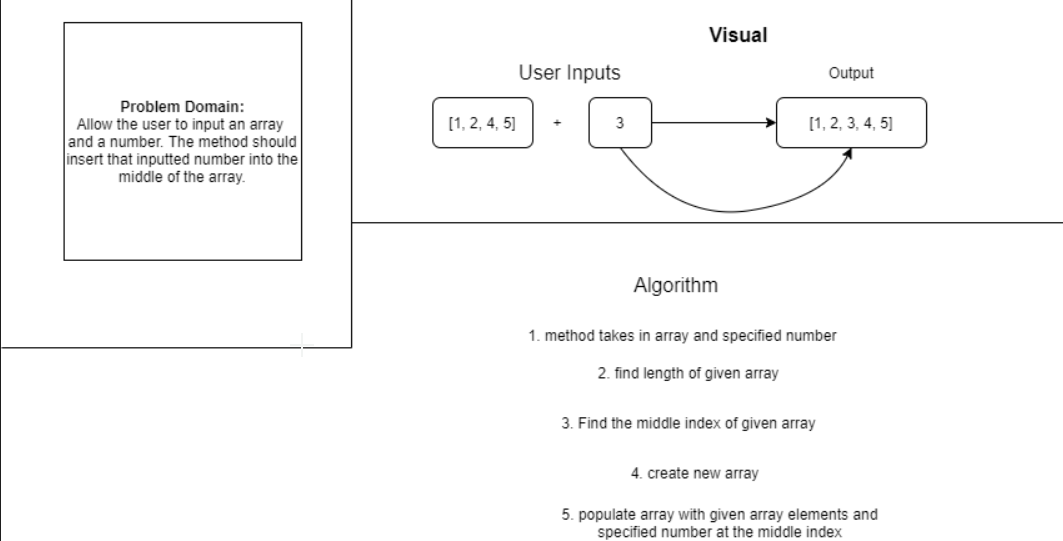 Problem Domain:
Allow the user to input an array
and a number. The method should
insert that inputted number into the
middle of the array.
Visual
User Inputs
Output
[1, 2, 4, 5]
+
3
[1, 2, 3, 4, 5]
Algorithm
1. method takes in array and specified number
2. find length of given array
3. Find the middle index of given array
4. create new array
5. populate array with given array elements and
specified number at the middle index